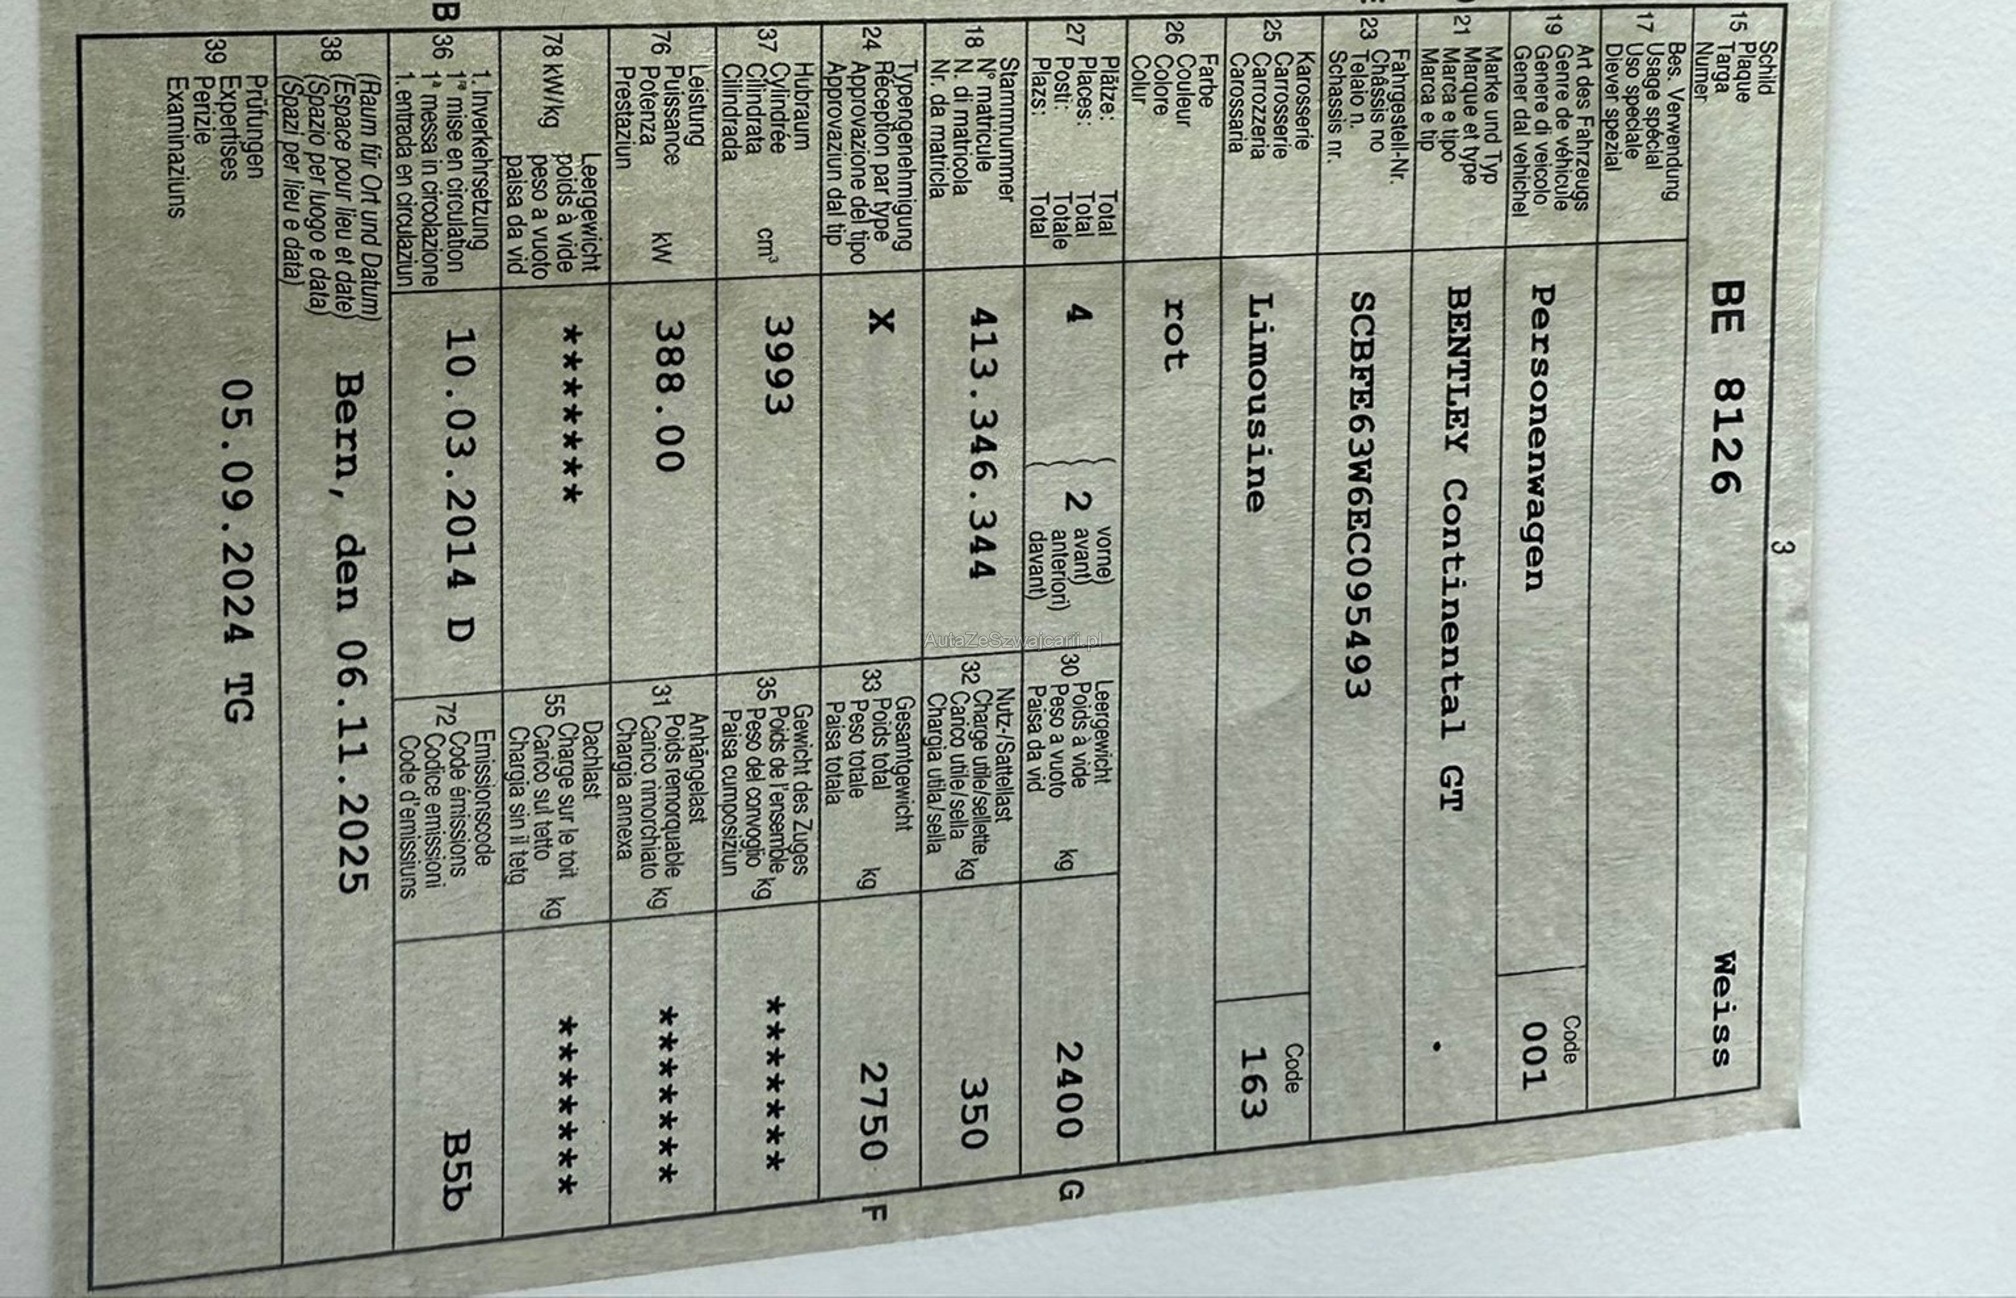 3
Schild
15 Plaque
Targa
Numer
BE 8126 Weiss
Bes. Verwendung
17 Usage spécial
Uso speciale
Diever spezial
Art des Fahrzeugs
19 Genre de véhicule
Genere di veicolo
Gener dal vehichel
Personenwagen
Code
001
Marke und Typ
21 Marque et type
Marca e tipo
Marca e tip
BENTLEY Continental GT
Fahrgestell-Nr.
23 Châssis no
Telaio n.
Schassis nr.
SCBFE63W6EC095493
Karosserie
25 Carrosserie
Carrozzeria
Carossaria
Limousine
Code
163
Farbe
26 Couleur
Colore
Colur
rot
Plätze: Total
27 Places: Total
Posti: Totale
Plazs: Total
4
2
vorne)
avant)
anteriori)
davant)
Leergewicht
30 Poids à vide
Peso a vuoto kg
Paisa da vid
2400 G
Stammnummer
18 N° matricule
N. di matricola
Nr. da matricla
413.346.344
Nutz-/Sattellast
32 Charge utile/sellette
Carico utile/sella kg
Chargia utila/sella
350
Typengenehmigung
24 Réception par type
Approvazione del tipo
Approvaziun dal tip
X
Gesamtgewicht
33 Poids total
Peso totale kg
Paisa totala
2750 F
Hubraum
37 Cylindrée
Cilindrata cm³
Cilindrada
3993
Gewicht des Zuges
35 Poids de l'ensemble
Peso del convoglio kg
Paisa cumposiziun
*******
Leistung
76 Puissance
Potenza kW
Prestaziun
388.00
Anhängelast
31 Poids remorquable
Carico rimorchiato kg
Chargia annexa
*******
78 kW/kg
Leergewicht
poids à vide
peso a vuoto
paisa da vid
*******
Dachlast
55 Charge sur le toit
Carico sul tetto kg
Chargia sin il tetg
*******
B 36
1. Inverkehrsetzung
1re mise en circulation
1a messa in circolazione
1. entrada en circulaziun
10.03.2014 D
Emissionscode
72 Code émissions
Codice emissioni
Code d'emissiuns
B5b
(Raum für Ort und Datum)
38 (Espace pour lieu et date)
(Spazio per luogo e data)
(Spazi per lieu e data)
Bern, den 06.11.2025
Prüfungen
39 Expertises
Perizie
Examinaziuns
05.09.2024 TG
AutaZeSzwajcarii.pl